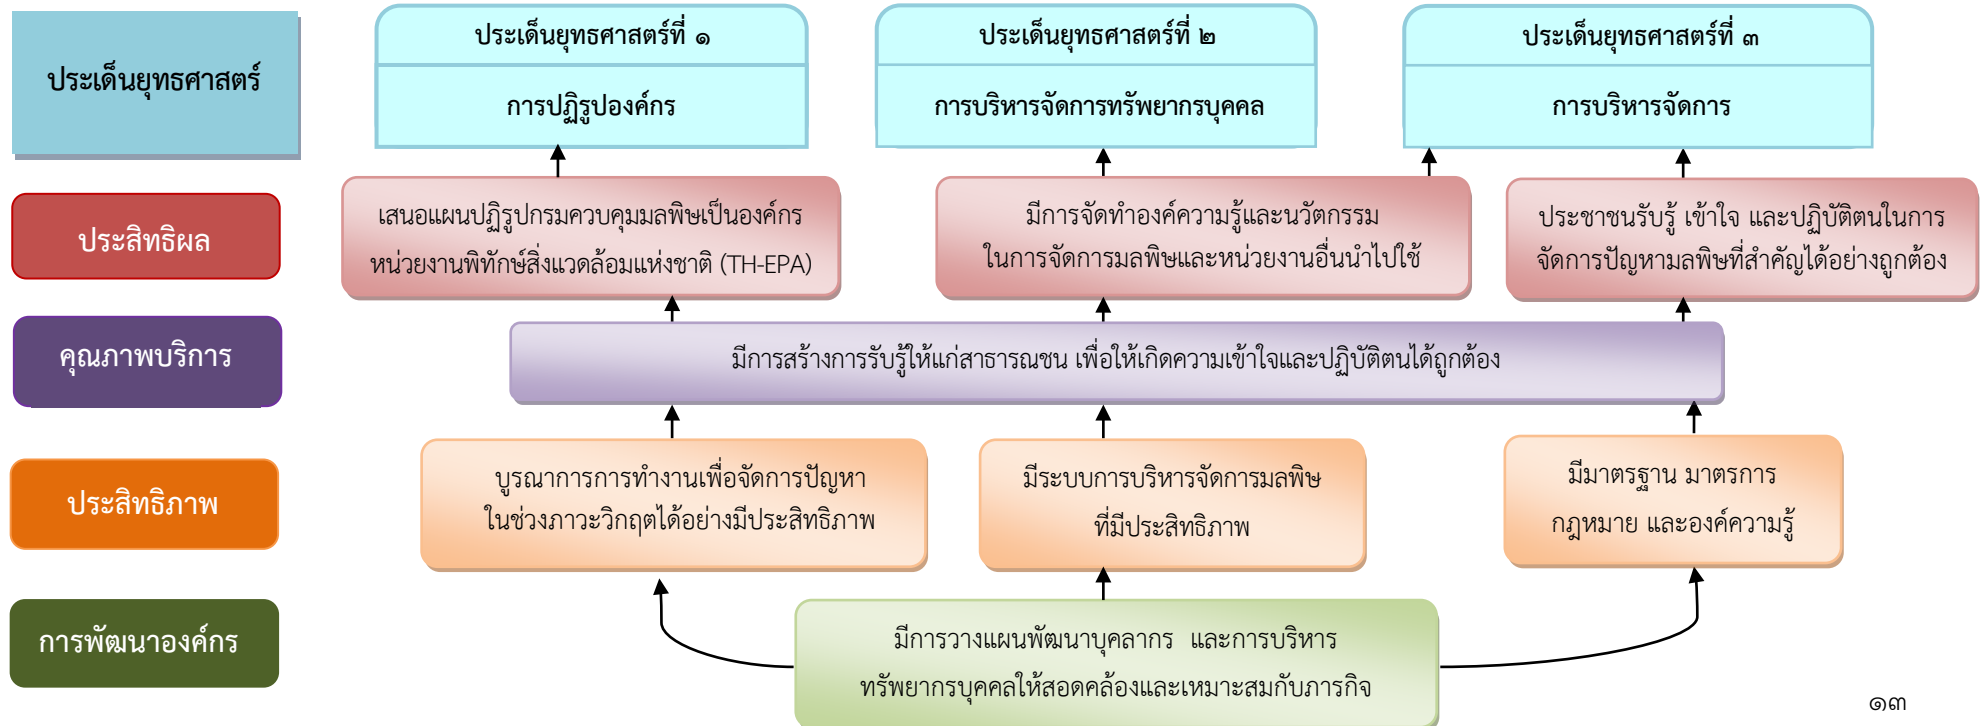 ประเด็นยุทธศาสตร์
ประเด็นยุทธศาสตร์ที่ ๑
การปฏิรูปองค์กร
ประเด็นยุทธศาสตร์ที่ ๒
การบริหารจัดการทรัพยากรบุคคล
ประเด็นยุทธศาสตร์ที่ ๓
การบริหารจัดการ
ประสิทธิผล
เสนอแผนปฏิรูปกรมควบคุมมลพิษเป็นองค์กร
หน่วยงานพิทักษ์สิ่งแวดล้อมแห่งชาติ (TH-EPA)
มีการจัดทำองค์ความรู้และนวัตกรรม
ในการจัดการมลพิษและหน่วยงานอื่นนำไปใช้
ประชาชนรับรู้ เข้าใจ และปฏิบัติตนในการ
จัดการปัญหามลพิษที่สำคัญได้อย่างถูกต้อง
คุณภาพบริการ
มีการสร้างการรับรู้ให้แก่สาธารณชน เพื่อให้เกิดความเข้าใจและปฏิบัติตนได้ถูกต้อง
ประสิทธิภาพ
บูรณาการการทำงานเพื่อจัดการปัญหา
ในช่วงภาวะวิกฤตได้อย่างมีประสิทธิภาพ
มีระบบการบริหารจัดการมลพิษ
ที่มีประสิทธิภาพ
มีมาตรฐาน มาตรการ
กฎหมาย และองค์ความรู้
การพัฒนาองค์กร
มีการวางแผนพัฒนาบุคลากร และการบริหาร
ทรัพยากรบุคคลให้สอดคล้องและเหมาะสมกับภารกิจ
๑๓